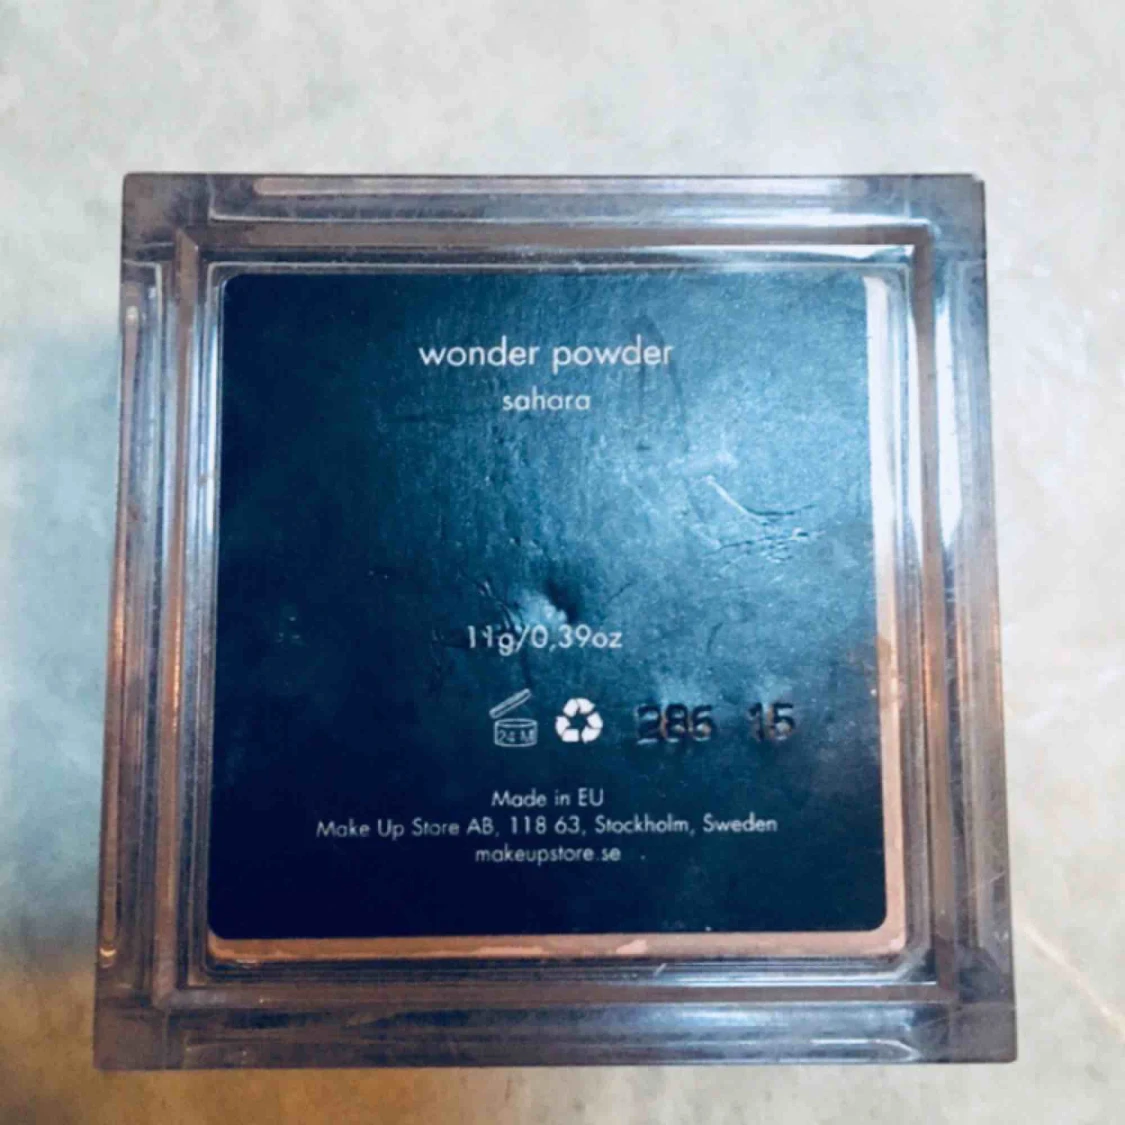 wonder powder
sahara
11g/0,39oz
24 M
286 15
Made in EU
Make Up Store AB, 118 63, Stockholm, Sweden
makeupstore.se